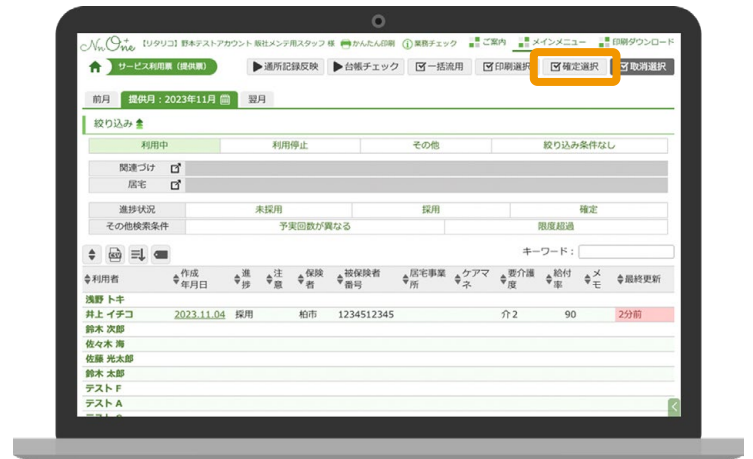 NnOne 【リタリコ】野本テストアカウント 販社メンテ用スタッフ 様 かんたん印刷 業務チェック ご案内 メインメニュー 印刷ダウンロード
サービス利用票（提供票） ▶通所記録反映 ▶台帳チェック 一括流用 印刷選択 確定選択 取消選択
前月 提供月：2023年11月 翌月
絞り込み
利用中 利用停止 その他 絞り込み条件なし
関連づけ
居宅
進捗状況 未採用 採用 確定
その他検索条件 予実回数が異なる 限度超過
CSV キーワード：
利用者 作成年月日 進捗 注意 保険者 被保険者番号 居宅事業所 ケアマネ 要介護度 給付率 メモ 最終更新
浅野 トキ
井上 イチコ 2023.11.04 採用 柏市 1234512345 介2 90 2分前
鈴木 次郎
佐々木 海
佐藤 光太郎
鈴木 太郎
テスト F
テスト A